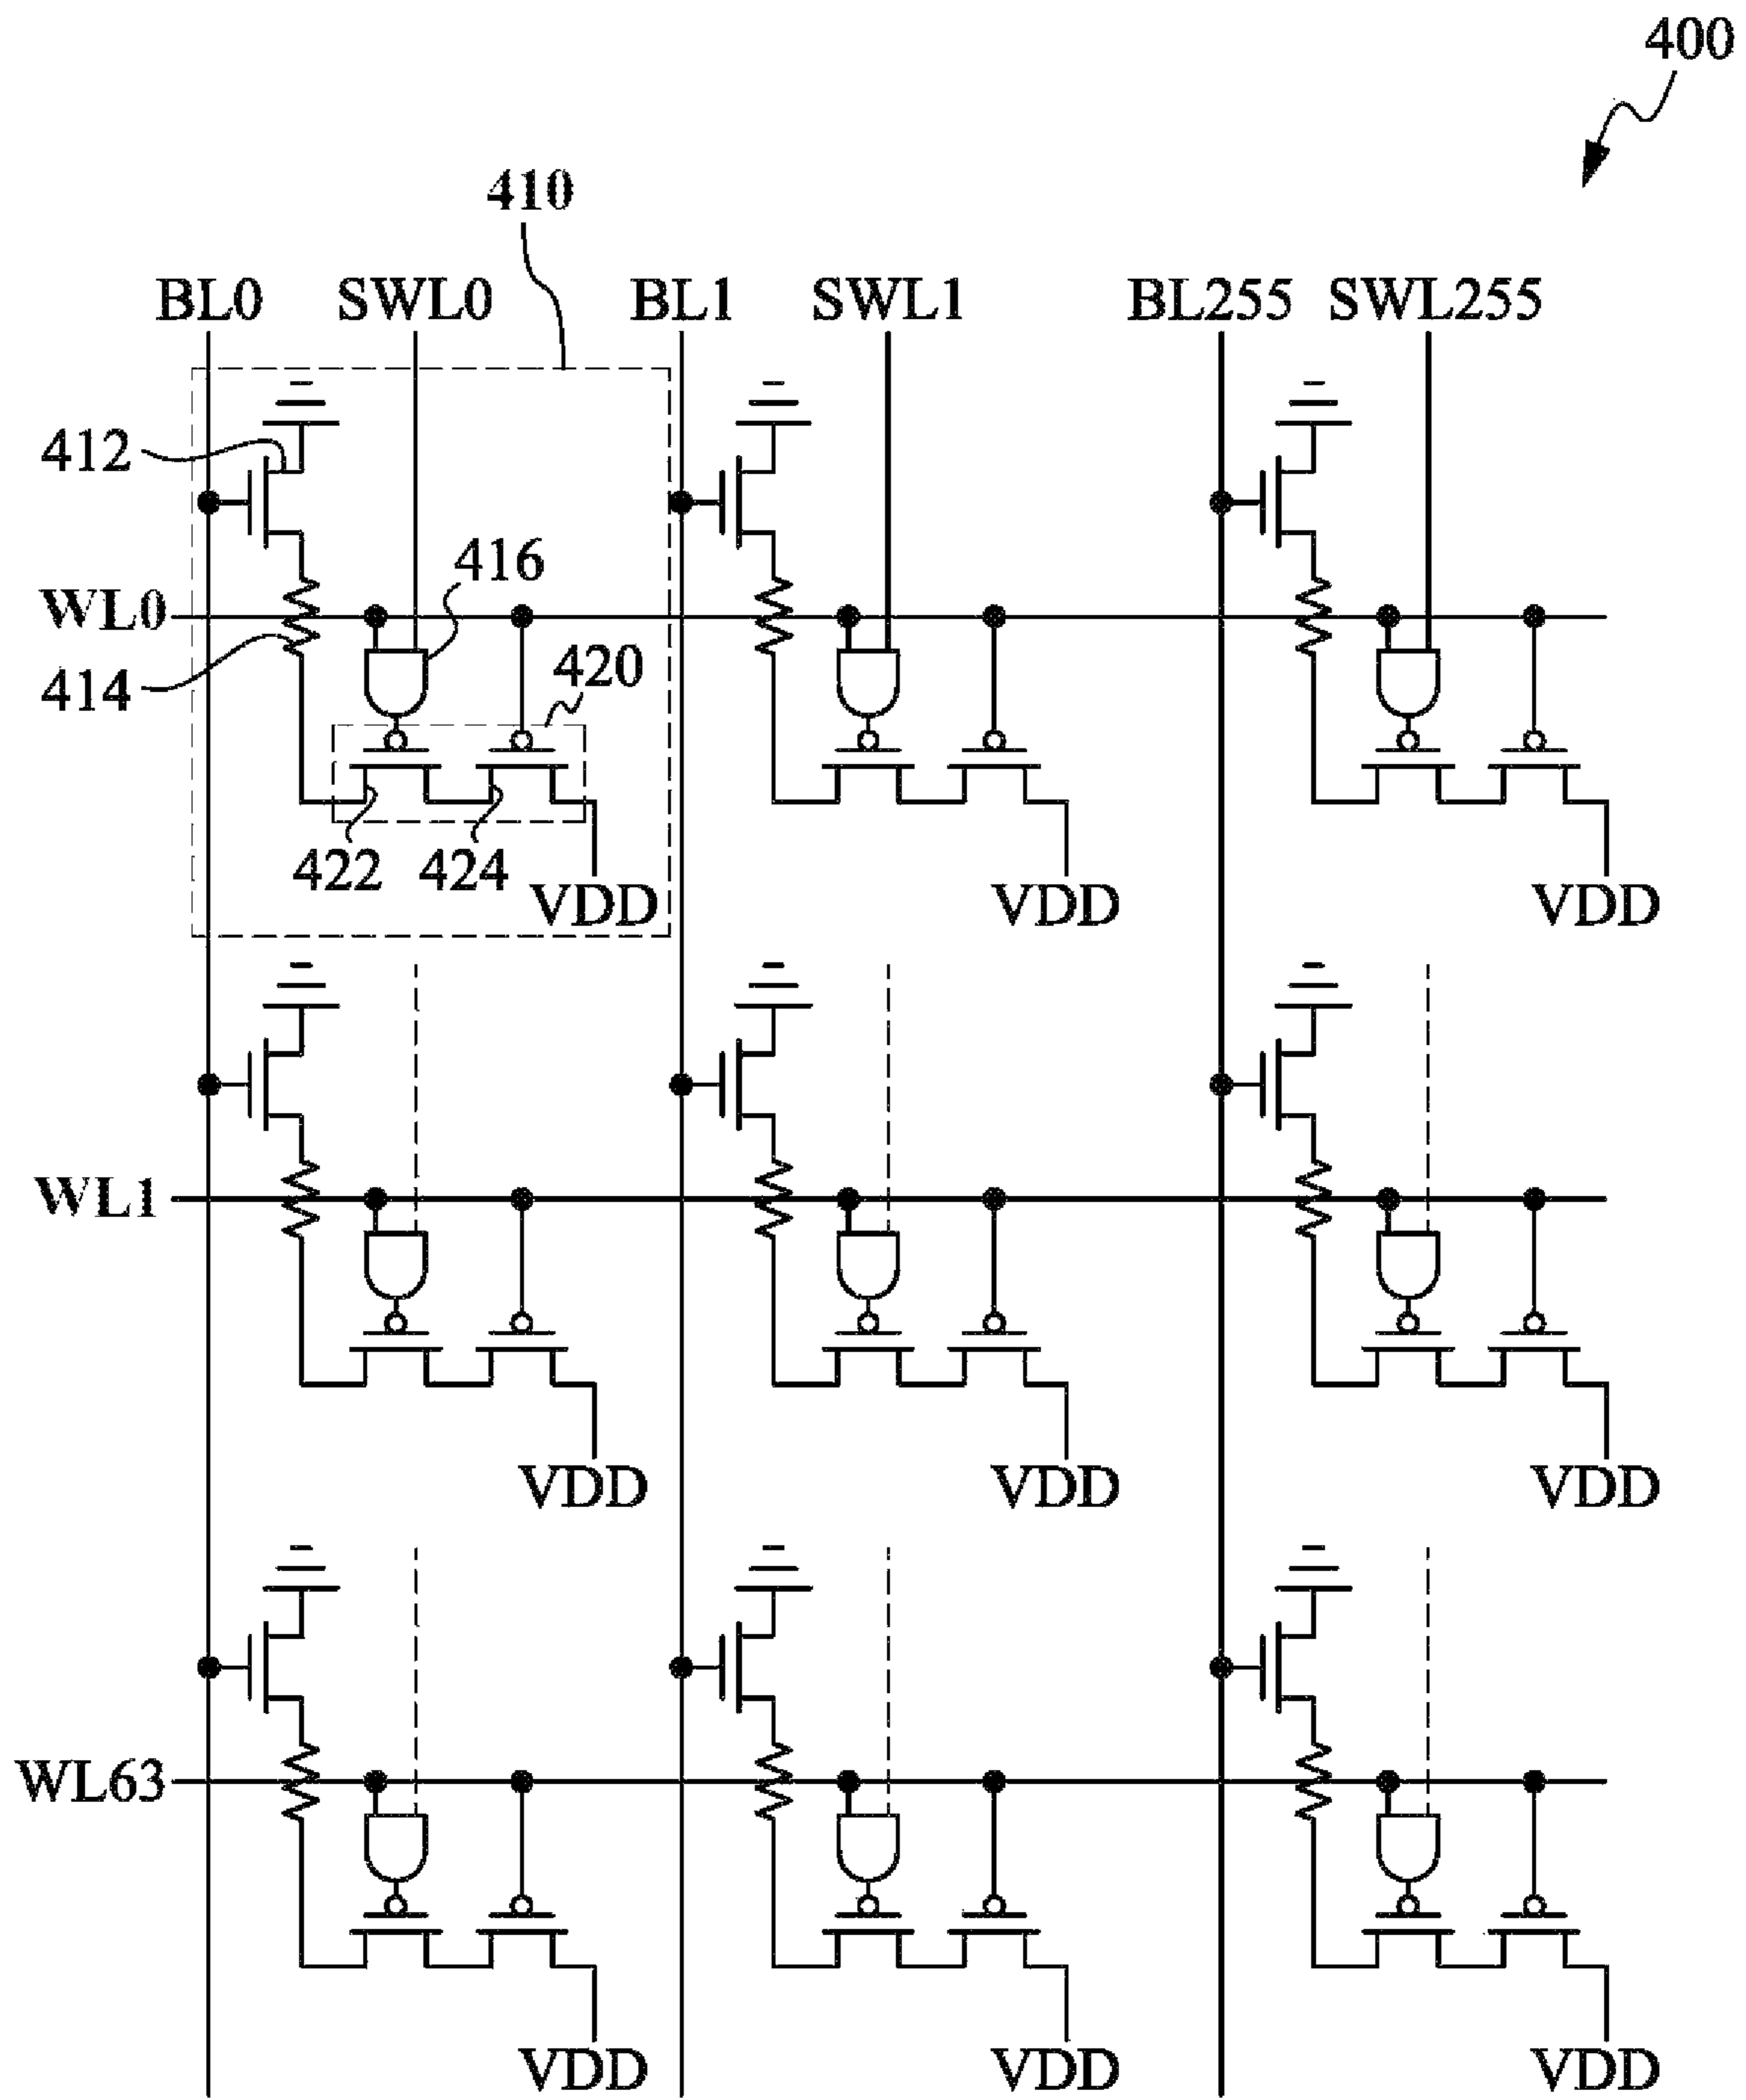 400
410
BL0 SWL0 BL1 SWL1 BL255 SWL255
412
416
WL0
414
420
422 424
VDD VDD VDD
WL1
VDD VDD VDD
WL63
VDD VDD VDD